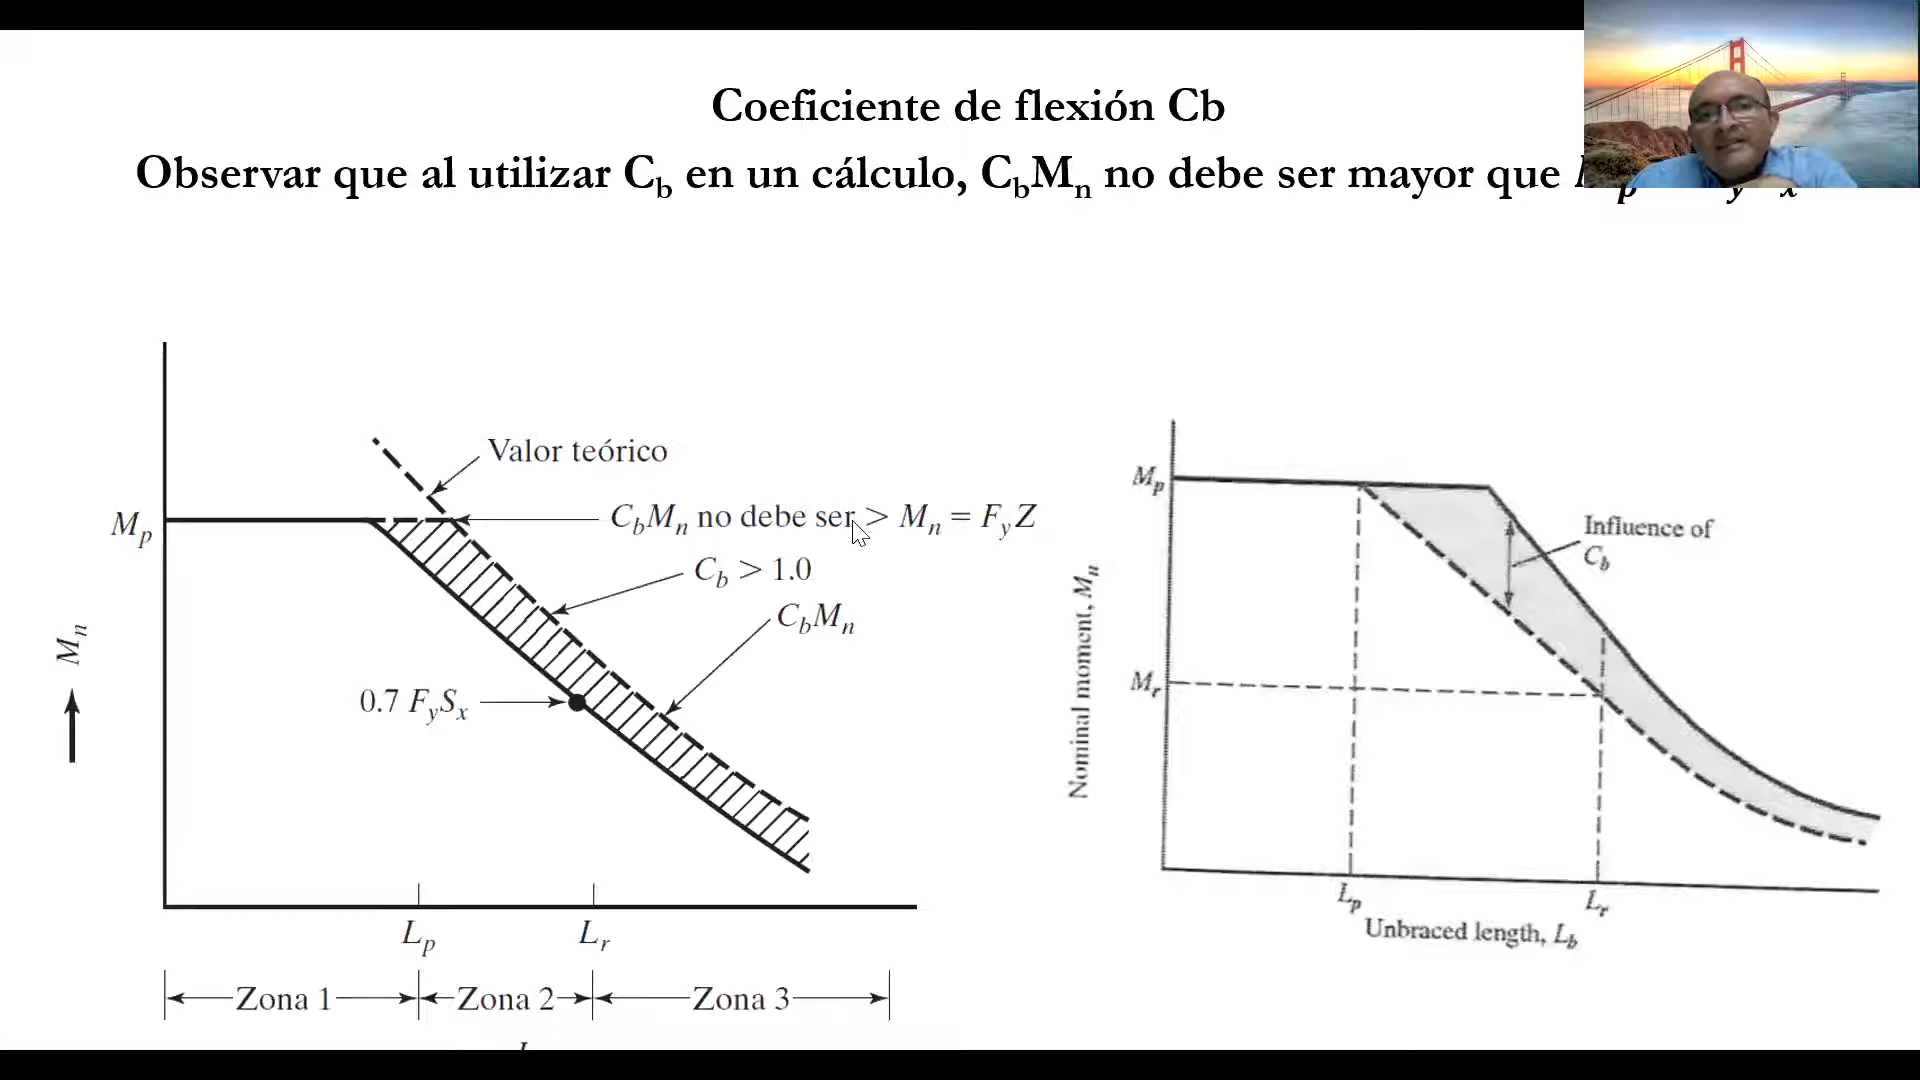 Coeficiente de flexión Cb
Observar que al utilizar Cb en un cálculo, CbMn no debe ser mayor que
Valor teórico
Mp
CbMn no debe ser > Mn = FyZ
Cb > 1.0
CbMn
Mn
0.7 FySx
Lp
Lr
Zona 1
Zona 2
Zona 3
Mp
Influence of
Cb
Nominal moment, Mn
Mr
Lp
Lr
Unbraced length, Lb